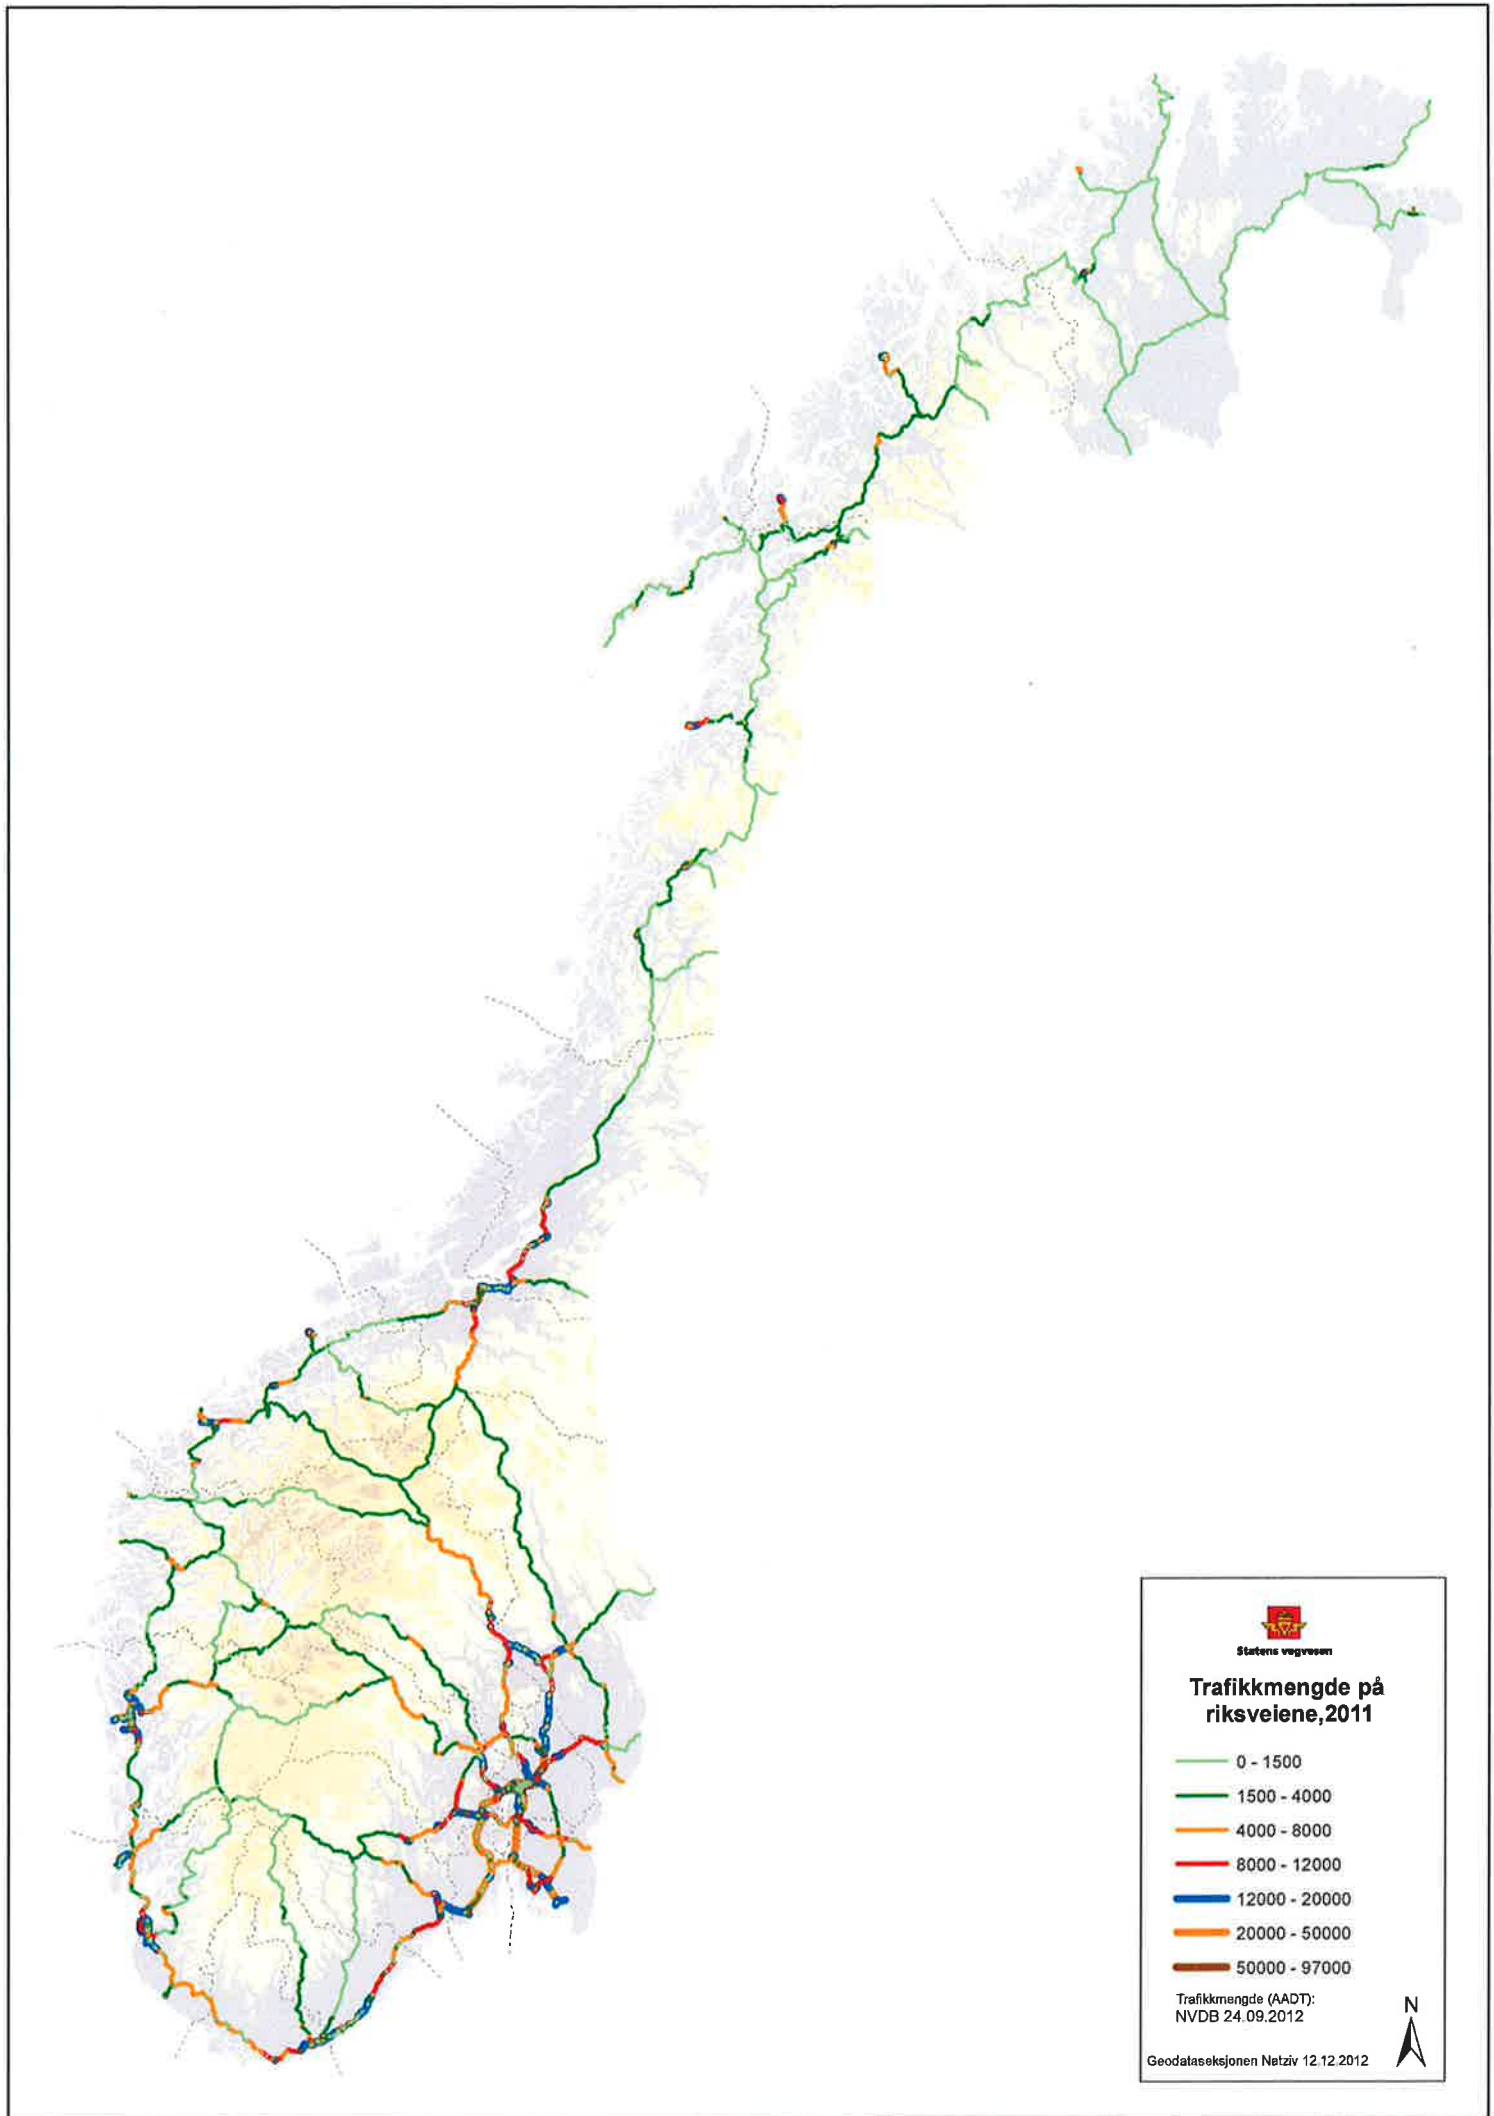 Statens vegvesen
Trafikkmengde på
riksveiene,2011
0 - 1500
1500 - 4000
4000 - 8000
8000 - 12000
12000 - 20000
20000 - 50000
50000 - 97000
Trafikkmengde (AADT):
NVDB 24.09.2012
N
Geodataseksjonen Nøtziv 12.12.2012